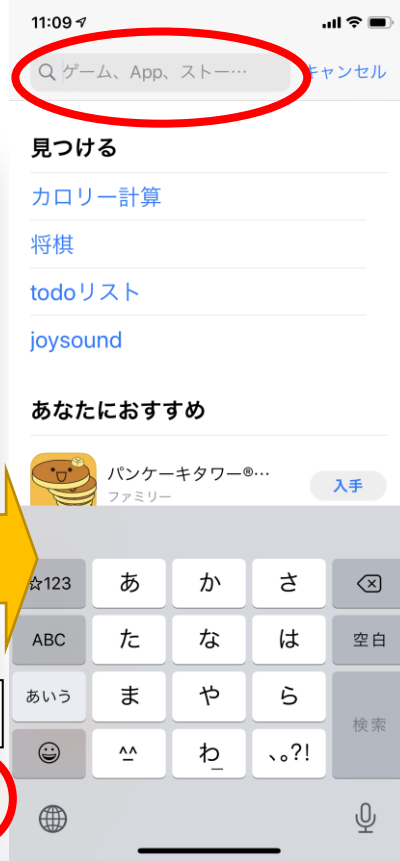 11:09
ゲーム、App、ストー…
キャンセル
見つける
カロリー計算
将棋
todoリスト
joysound
あなたにおすすめ
パンケーキタワー®…
ファミリー
入手
☆123
あ
か
さ
ABC
た
な
は
空白
あいう
ま
や
ら
検索
^^
わ_
、。?!